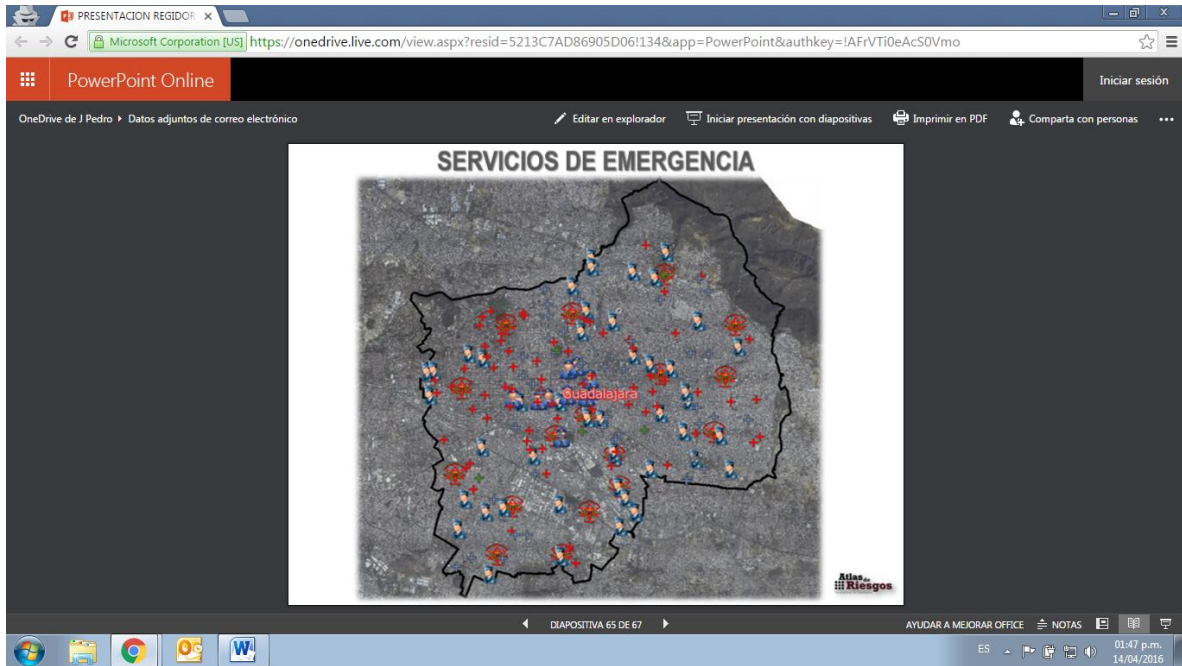 PRESENTACION REGIDOR
Microsoft Corporation [US] https://onedrive.live.com/view.aspx?resid=5213C7AD86905D06!134&app=PowerPoint&authkey=!AFrVTi0eAcS0Vmo
PowerPoint Online
Iniciar sesión
OneDrive de J Pedro Datos adjuntos de correo electrónico
Editar en explorador Iniciar presentación con diapositivas Imprimir en PDF Comparta con personas •••
SERVICIOS DE EMERGENCIA
Guadalajara
Atlas de
Riesgos
DIAPOSITIVA 65 DE 67
AYUDAR A MEJORAR OFFICE NOTAS
ES
01:47 p.m.
14/04/2016